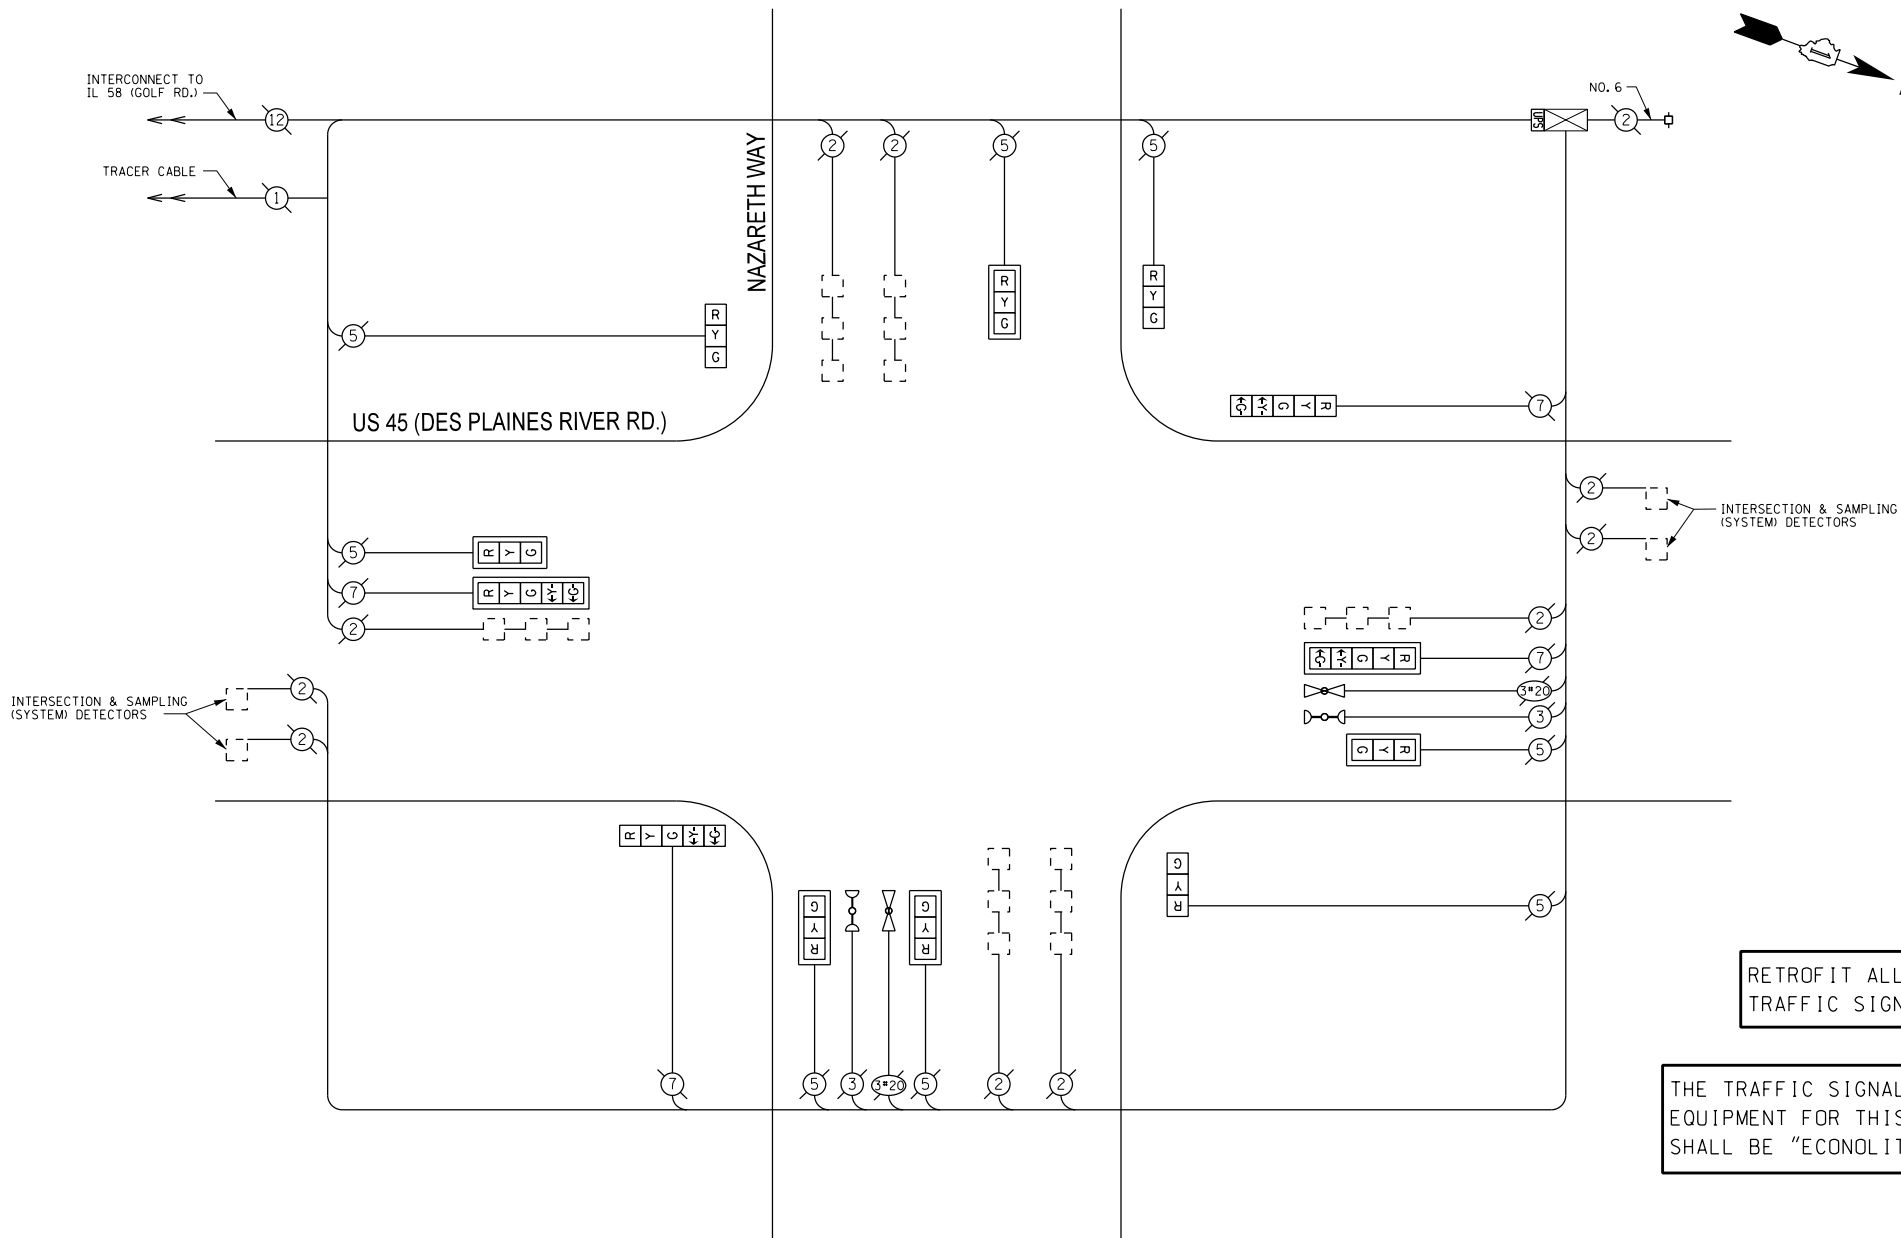 INTERCONNECT TO
IL 58 (GOLF RD.)
12
TRACER CABLE
1
NAZARETH WAY
2
2
5
5
UPS
NO. 6
2
R
Y
G
R
Y
G
5
R
Y
G
US 45 (DES PLAINES RIVER RD.)
G Y G Y R
7
2
2
INTERSECTION & SAMPLING
(SYSTEM) DETECTORS
5
R Y G
7
R Y G Y G
2
2
G Y G Y R
7
3#20
3
G Y R
5
INTERSECTION & SAMPLING
(SYSTEM) DETECTORS
2
2
R Y G Y G
7
G
Y
R
5
3
3#20
G
Y
R
5
2
2
G
Y
R
5
RETROFIT ALL
TRAFFIC SIGN
THE TRAFFIC SIGNAL
EQUIPMENT FOR THIS
SHALL BE "ECONOLIT